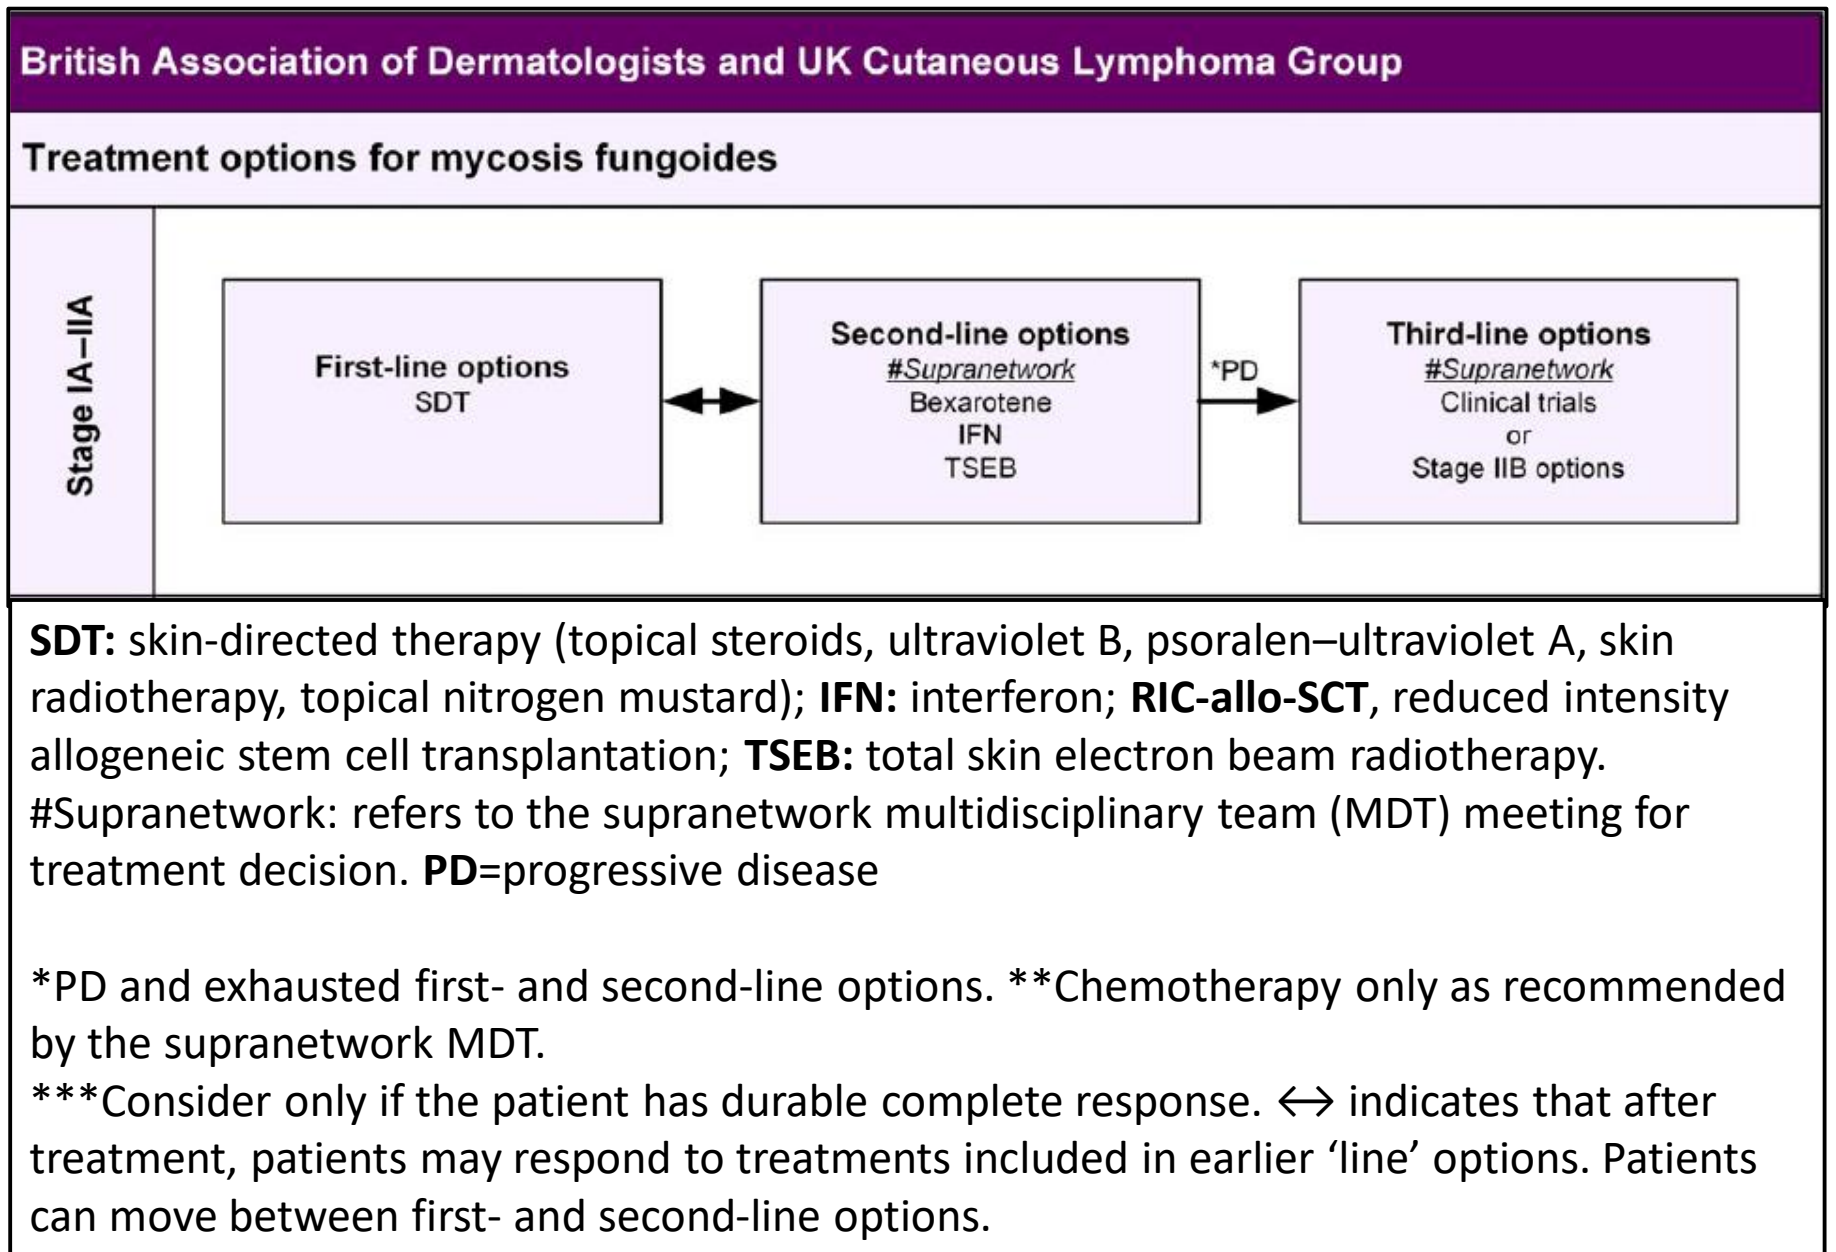 British Association of Dermatologists and UK Cutaneous Lymphoma Group
Treatment options for mycosis fungoides
Stage IA–IIA
First-line options
SDT
Second-line options
#Supranetwork
Bexarotene
IFN
TSEB
*PD
Third-line options
#Supranetwork
Clinical trials
or
Stage IIB options
SDT: skin-directed therapy (topical steroids, ultraviolet B, psoralen–ultraviolet A, skin
radiotherapy, topical nitrogen mustard); IFN: interferon; RIC-allo-SCT, reduced intensity
allogeneic stem cell transplantation; TSEB: total skin electron beam radiotherapy.
#Supranetwork: refers to the supranetwork multidisciplinary team (MDT) meeting for
treatment decision. PD=progressive disease
*PD and exhausted first- and second-line options. **Chemotherapy only as recommended
by the supranetwork MDT.
***Consider only if the patient has durable complete response. ↔ indicates that after
treatment, patients may respond to treatments included in earlier ‘line’ options. Patients
can move between first- and second-line options.